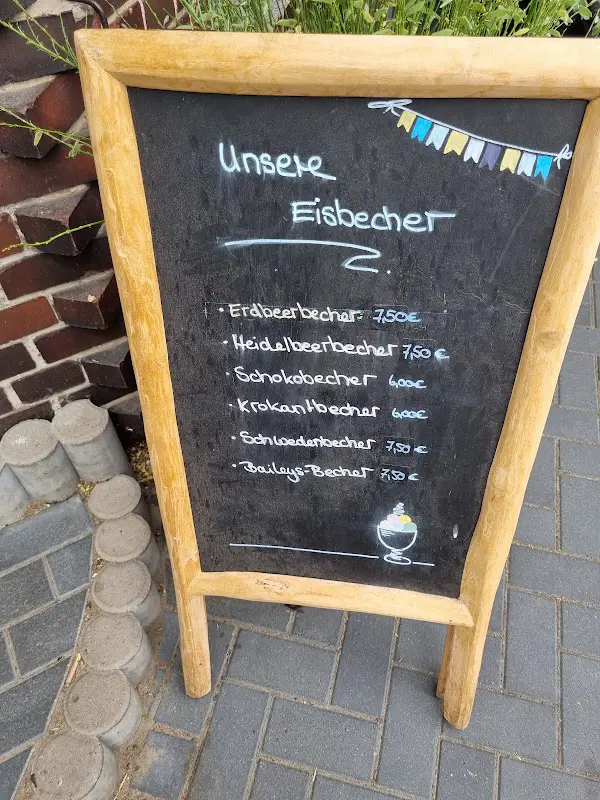 Unsere
Eisbecher
· Erdbeerbecher 7,50€
· Heidelbeerbecher 7,50€
· Schokobecher 6,00€
· Krokantbecher 6,00€
· Schwedenbecher 7,50€
· Baileys-Becher 7,50€